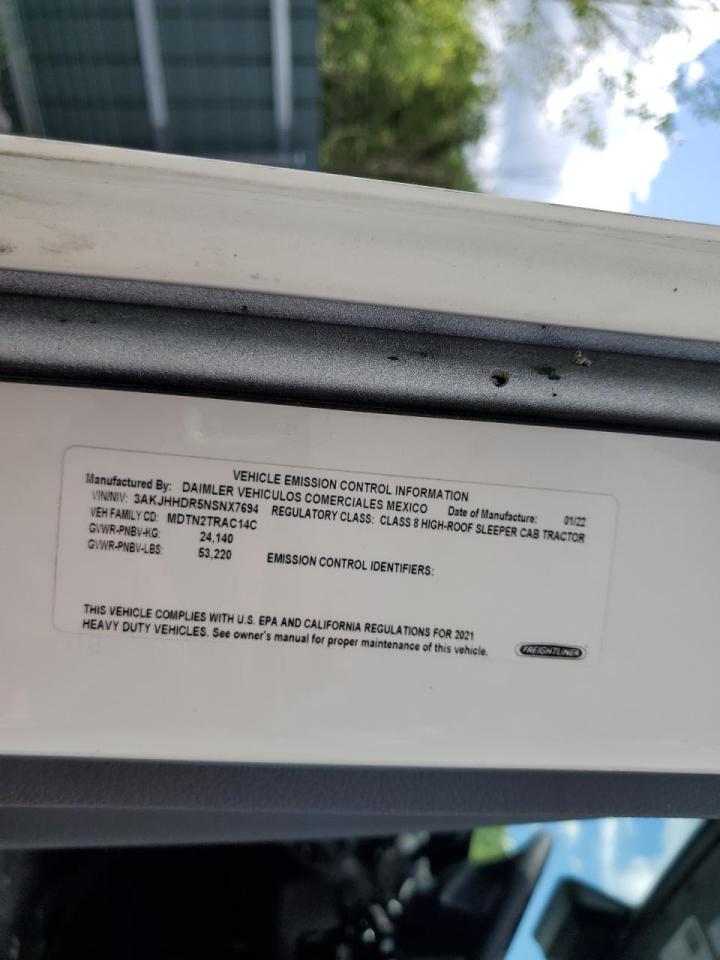 VEHICLE EMISSION CONTROL INFORMATION
Manufactured By: DAIMLER VEHICULOS COMERCIALES MEXICO Date of Manufacture: 01/22
VIN/NIV: 3AKJHHDR5NSNX7694 REGULATORY CLASS: CLASS 8 HIGH-ROOF SLEEPER CAB TRACTOR
VEH FAMILY CD: MDTN2TRAC14C
GVWR-PNBV-KG: 24,140
GVWR-PNBV-LBS: 53,220 EMISSION CONTROL IDENTIFIERS:
THIS VEHICLE COMPLIES WITH U.S. EPA AND CALIFORNIA REGULATIONS FOR 2021
HEAVY DUTY VEHICLES. See owner's manual for proper maintenance of this vehicle.
FREIGHTLINER